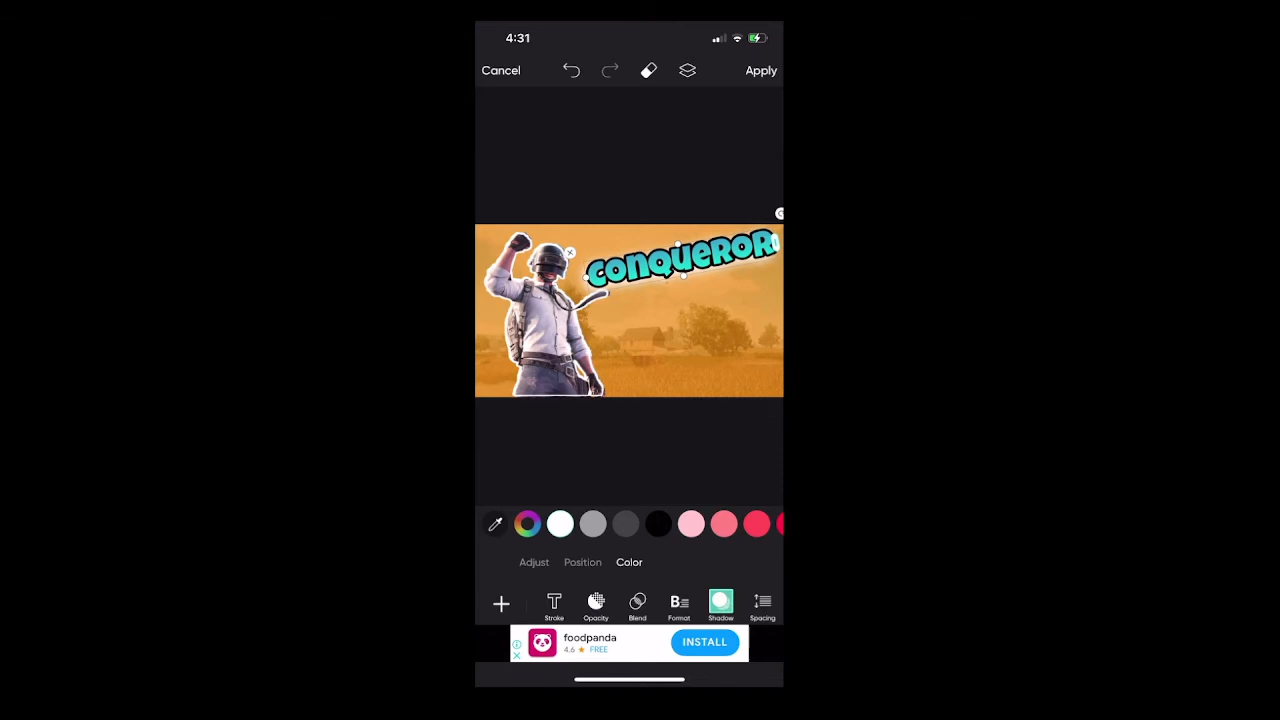 4:31
Cancel
Apply
CONQUEROR
Adjust Position Color
Stroke Opacity Blend Format Shadow Spacing
foodpanda
4.6 ★ FREE
INSTALL